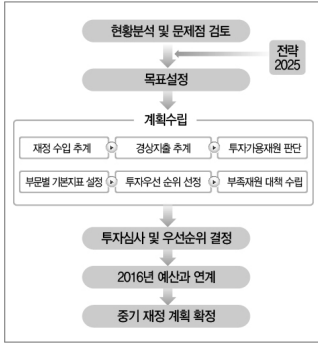 현황분석 및 문제점 검토
전략
2025
목표설정
계획수립
재정 수입 추계
경상지출 추계
투자가용재원 판단
부문별 기본지표 설정
투자우선 순위 선정
부족재원 대책 수립
투자심사 및 우선순위 결정
2016년 예산과 연계
중기 재정 계획 확정